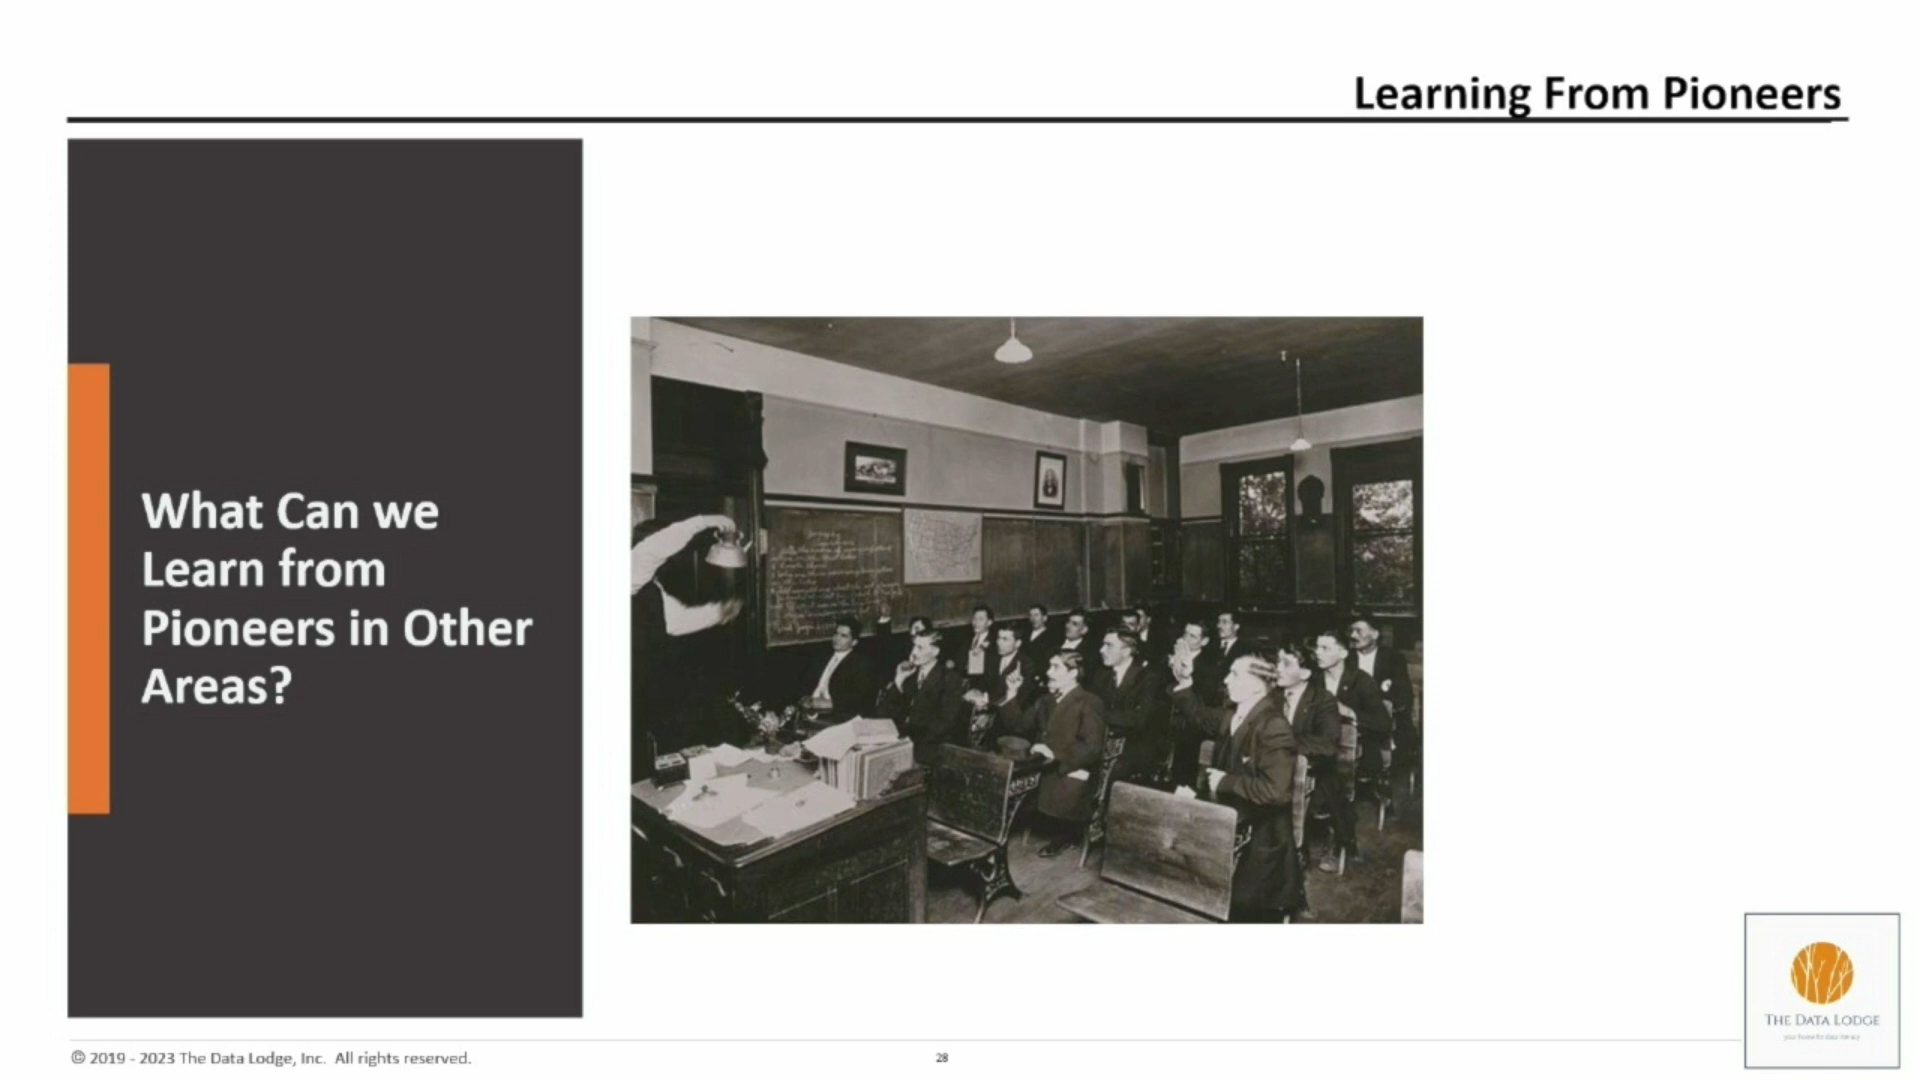 Learning From Pioneers
What Can we
Learn from
Pioneers in Other
Areas?
THE DATA LODGE
© 2019 - 2023 The Data Lodge, Inc. All rights reserved.
28